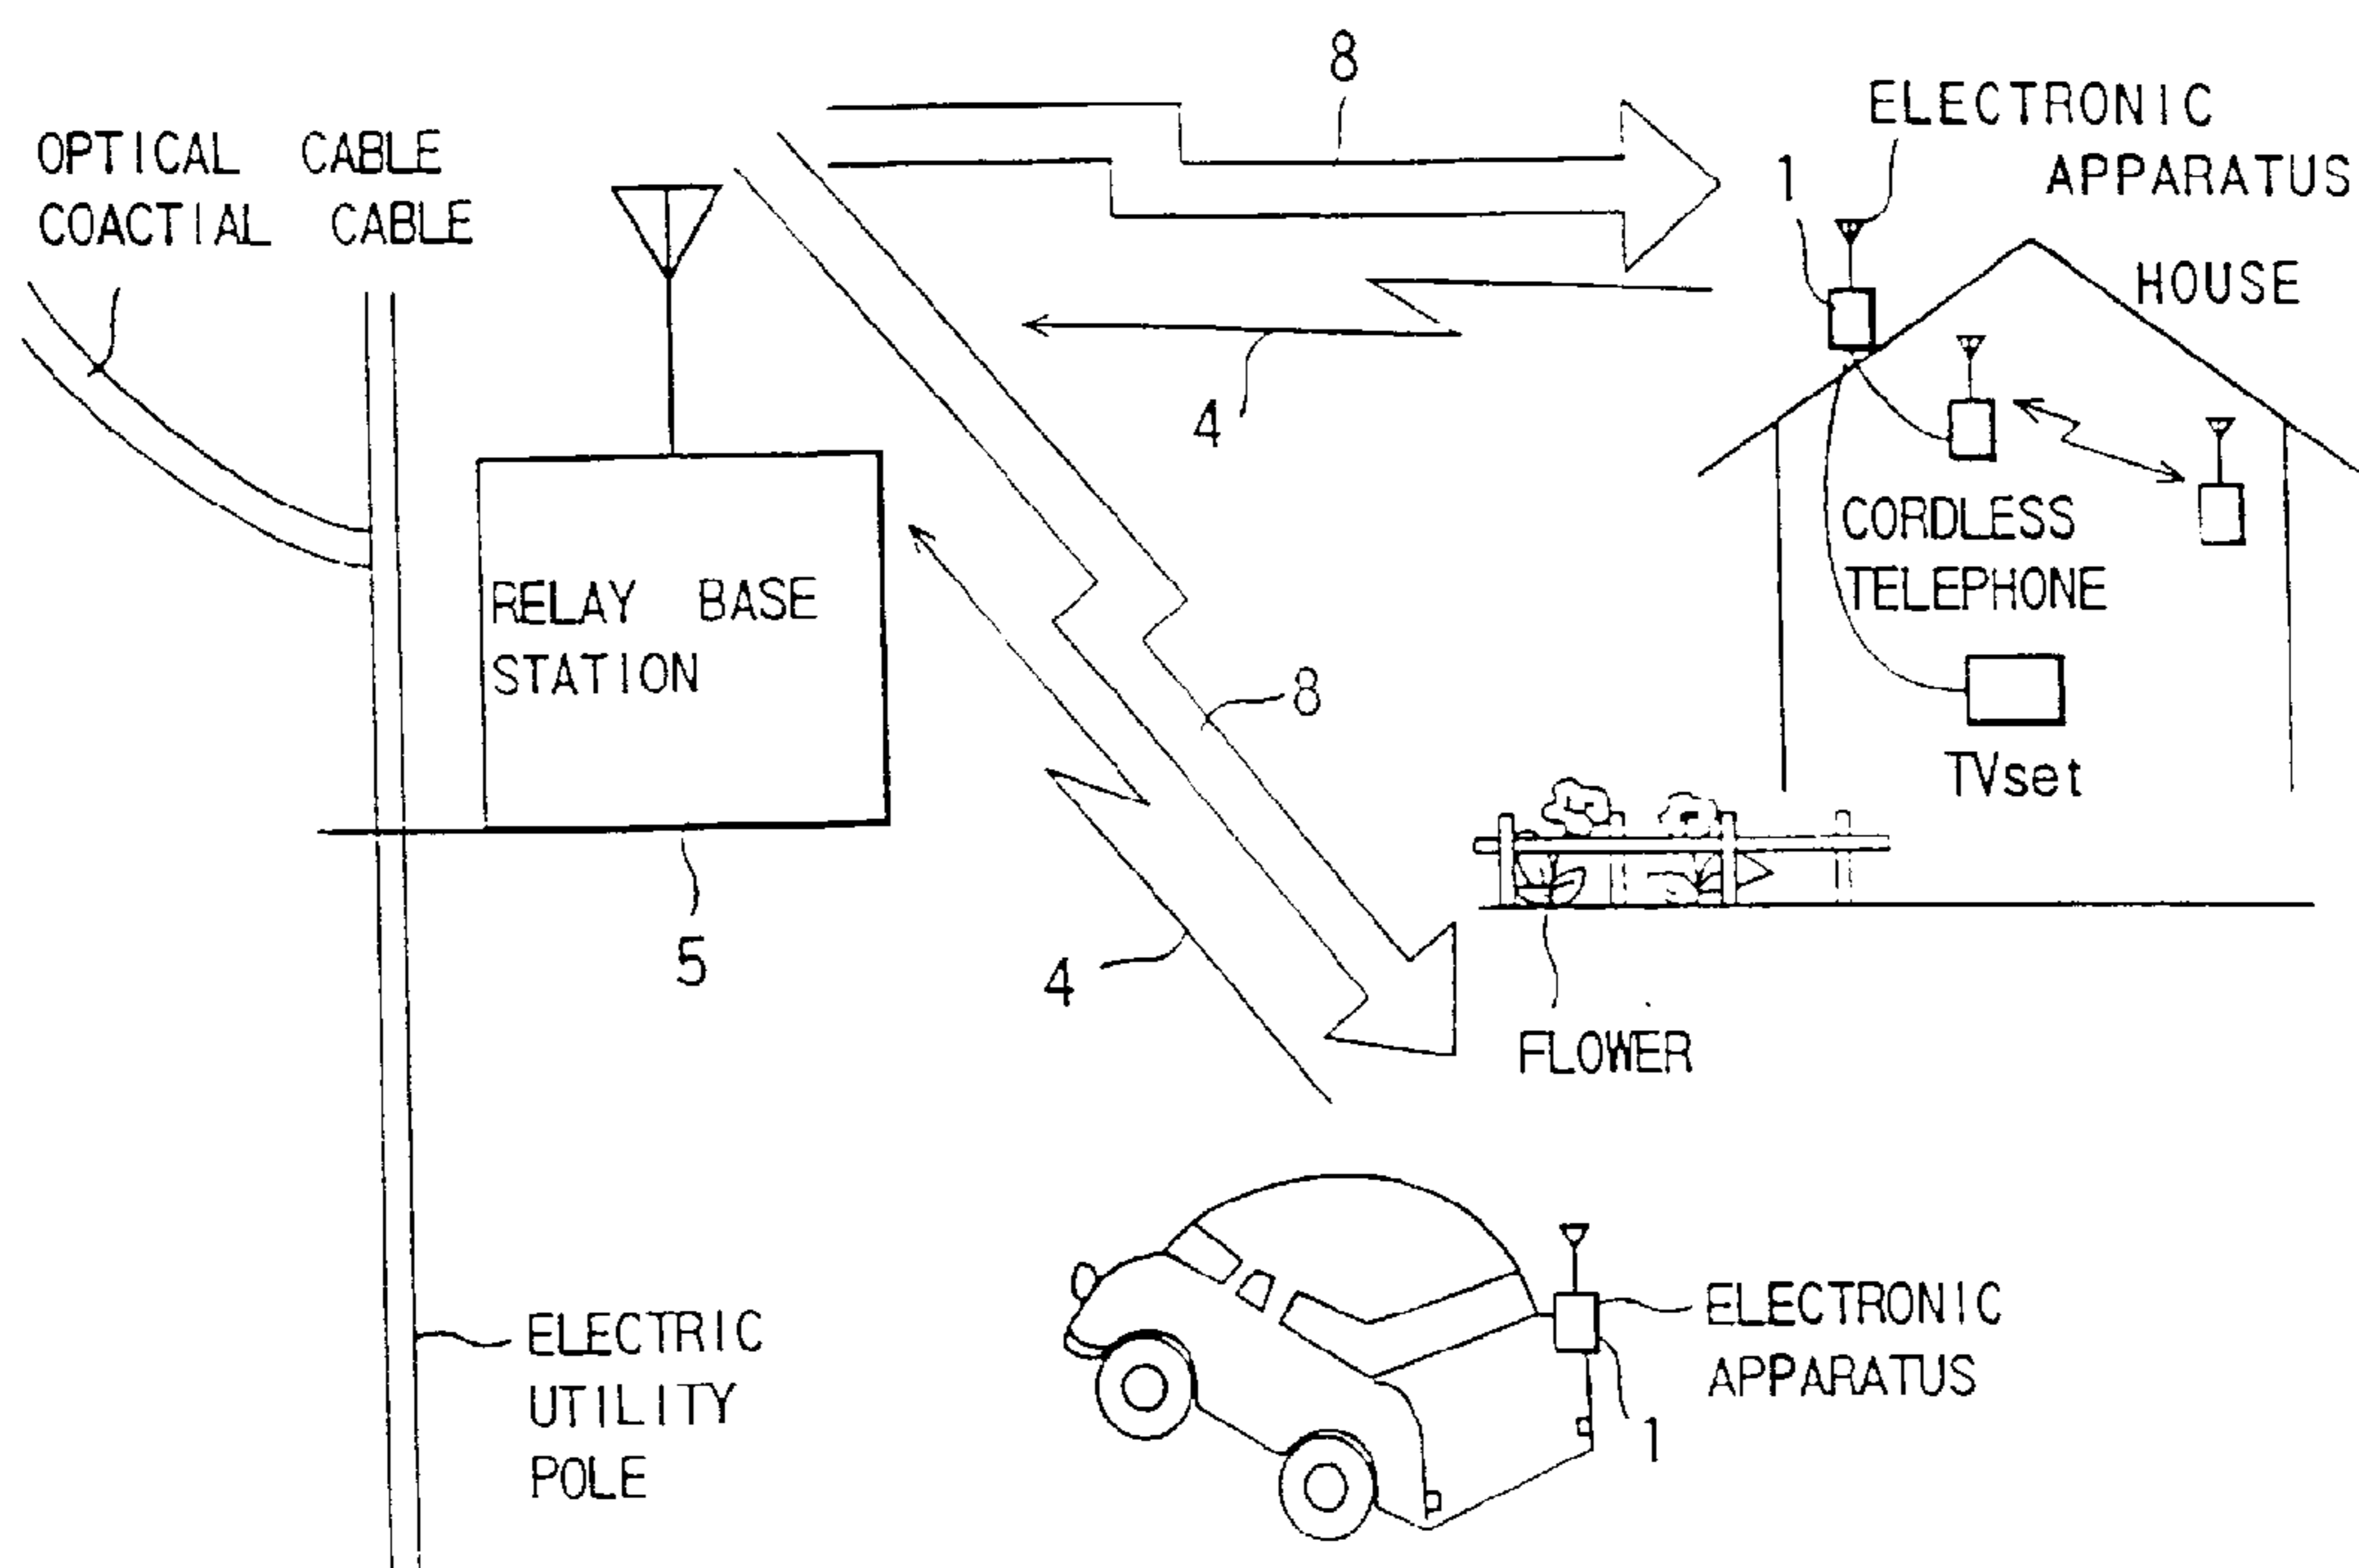 8
ELECTRONIC
APPARATUS
1
OPTICAL CABLE
COACTIAL CABLE
HOUSE
4
CORDLESS
TELEPHONE
RELAY BASE
STATION
8
TVset
5
4
FLOWER
ELECTRIC
UTILITY
POLE
ELECTRONIC
APPARATUS
1